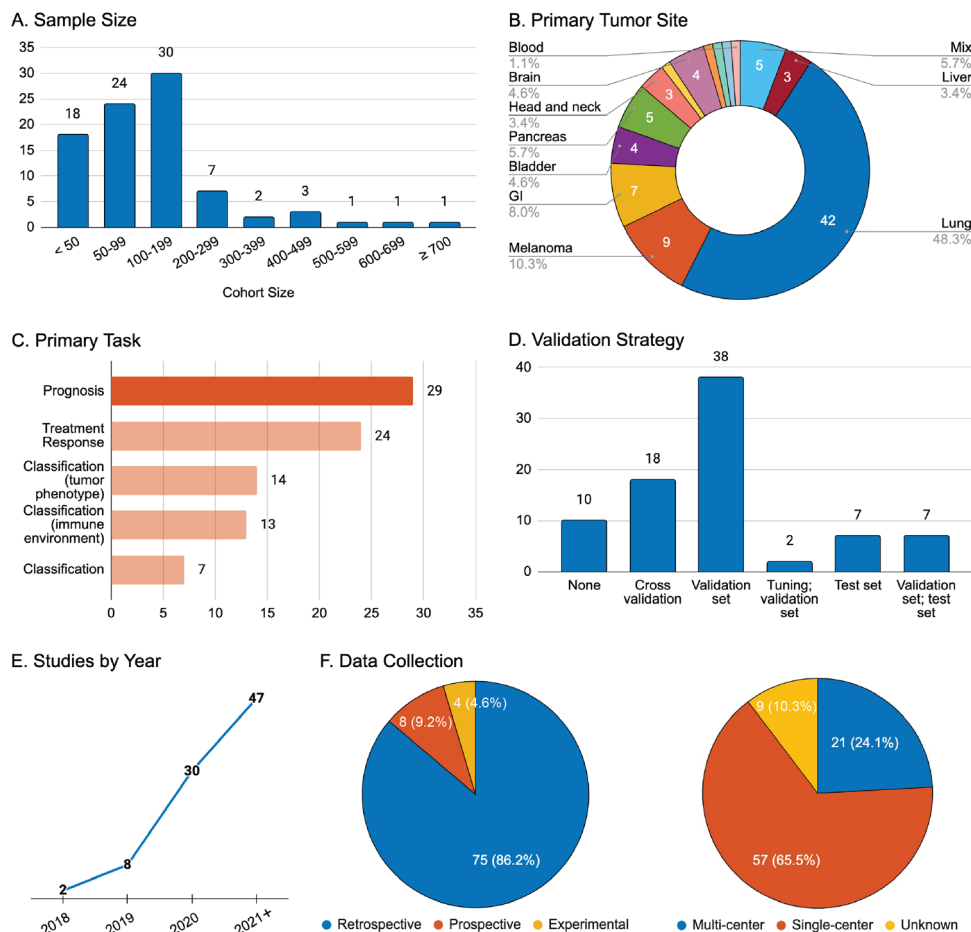 A. Sample Size
35
30
25
20
15
10
5
0
18
24
30
7
2
3
1
1
1
< 50
50-99
100-199
200-299
300-399
400-499
500-599
600-699
≥ 700
Cohort Size
B. Primary Tumor Site
Blood
1.1%
Brain
4.6%
Head and neck
3.4%
Pancreas
5.7%
Bladder
4.6%
GI
8.0%
Melanoma
10.3%
Mix
5.7%
Liver
3.4%
Lung
48.3%
5
3
42
9
7
4
5
3
4
C. Primary Task
Prognosis
29
Treatment
Response
24
Classification
(tumor
phenotype)
14
Classification
(immune
environment)
13
Classification
7
0
5
10
15
20
25
30
35
D. Validation Strategy
40
30
20
10
0
10
18
38
2
7
7
None
Cross
validation
Validation
set
Tuning;
validation
set
Test set
Validation
set; test
set
E. Studies by Year
2
8
30
47
2018
2019
2020
2021+
F. Data Collection
4 (4.6%)
8 (9.2%)
75 (86.2%)
Retrospective
Prospective
Experimental
9 (10.3%)
21 (24.1%)
57 (65.5%)
Multi-center
Single-center
Unknown